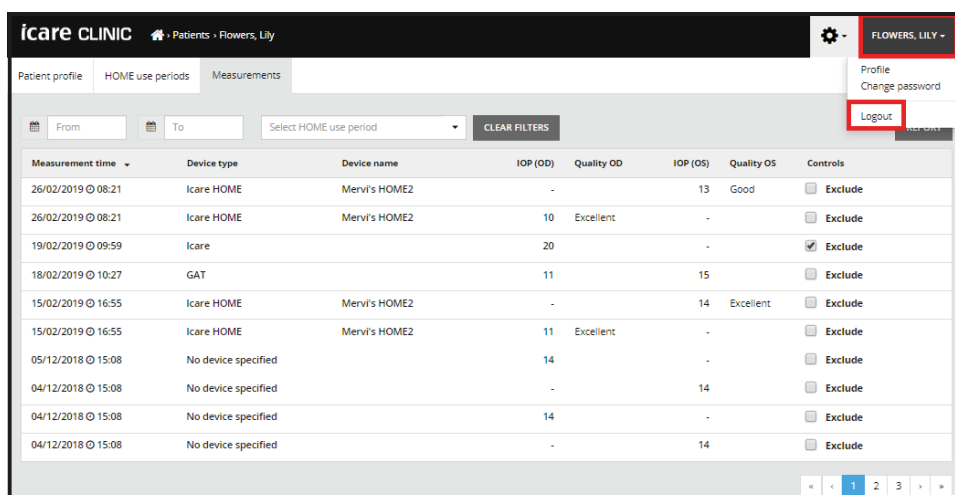 icare CLINIC › Patients › Flowers, Lily FLOWERS, LILY
Patient profile HOME use periods Measurements
Profile
Change password
Logout
From To Select HOME use period CLEAR FILTERS REPORT
Measurement time Device type Device name IOP (OD) Quality OD IOP (OS) Quality OS Controls
26/02/2019 08:21 Icare HOME Mervi's HOME2 - 13 Good Exclude
26/02/2019 08:21 Icare HOME Mervi's HOME2 10 Excellent - Exclude
19/02/2019 09:59 Icare 20 - Exclude
18/02/2019 10:27 GAT 11 15 Exclude
15/02/2019 16:55 Icare HOME Mervi's HOME2 - 14 Excellent Exclude
15/02/2019 16:55 Icare HOME Mervi's HOME2 11 Excellent - Exclude
05/12/2018 15:08 No device specified 14 - Exclude
04/12/2018 15:08 No device specified - 14 Exclude
04/12/2018 15:08 No device specified 14 - Exclude
04/12/2018 15:08 No device specified - 14 Exclude
« ‹ 1 2 3 › »